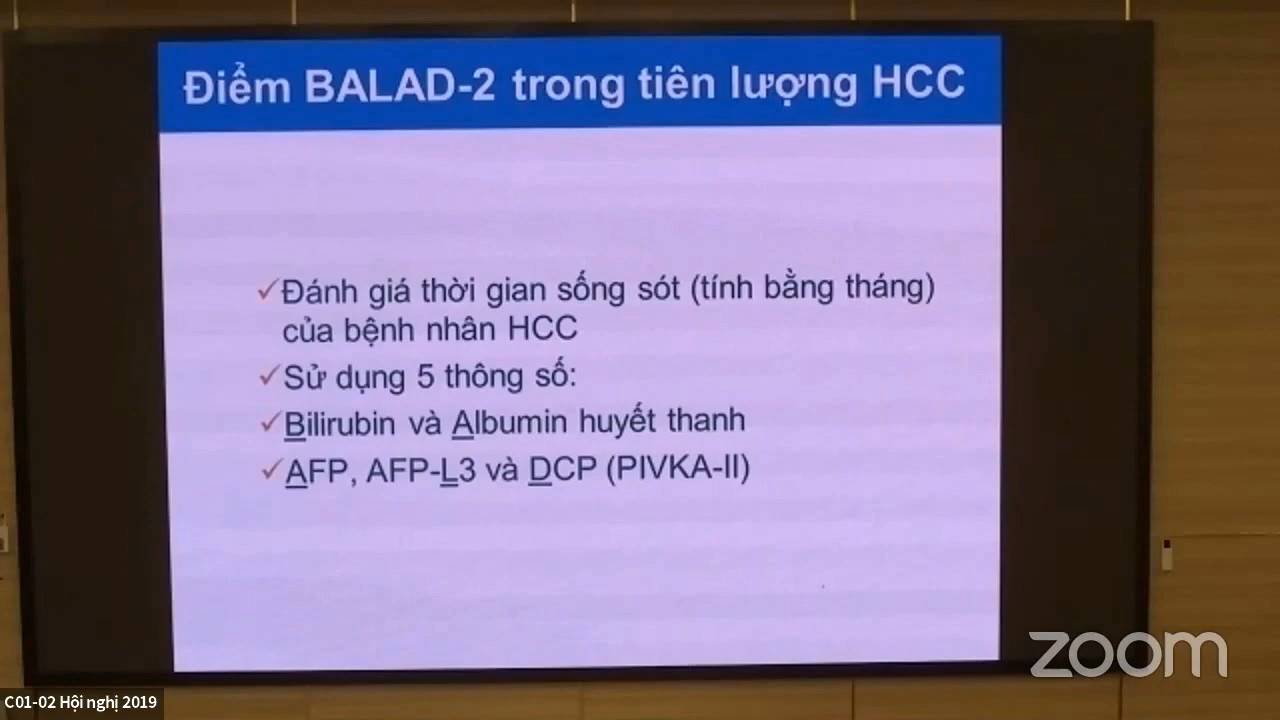 Điểm BALAD-2 trong tiên lượng HCC
✓Đánh giá thời gian sống sót (tính bằng tháng)
của bệnh nhân HCC
✓Sử dụng 5 thông số:
✓Bilirubin và Albumin huyết thanh
✓AFP, AFP-L3 và DCP (PIVKA-II)
zoom
C01-02 Hội nghị 2019